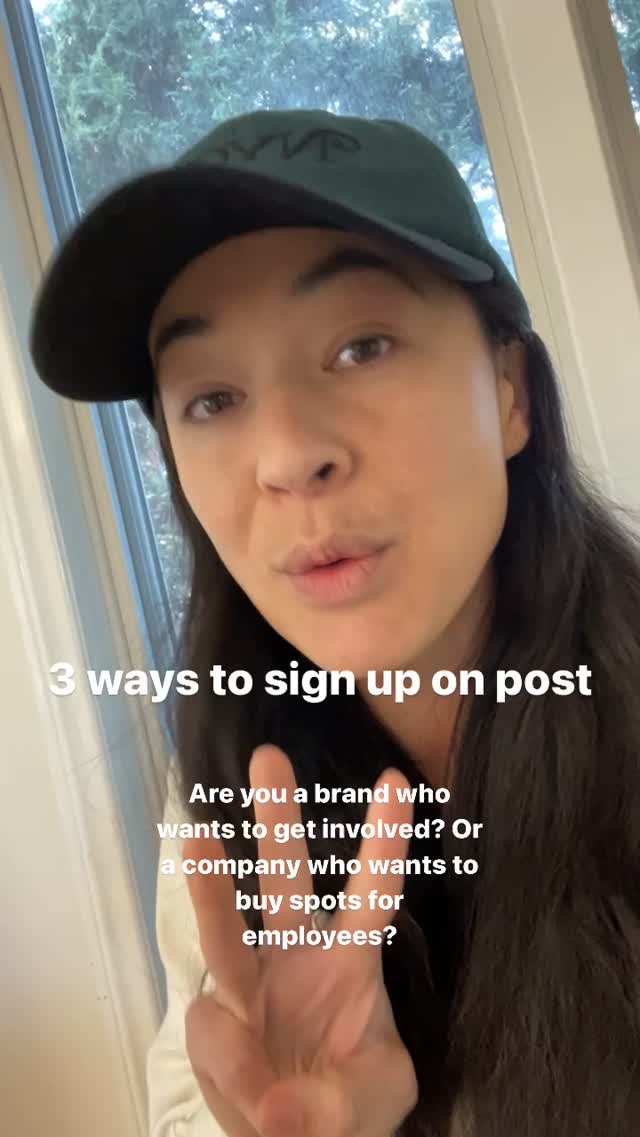 3 ways to sign up on post
Are you a brand who
wants to get involved? Or
a company who wants to
buy spots for
employees?